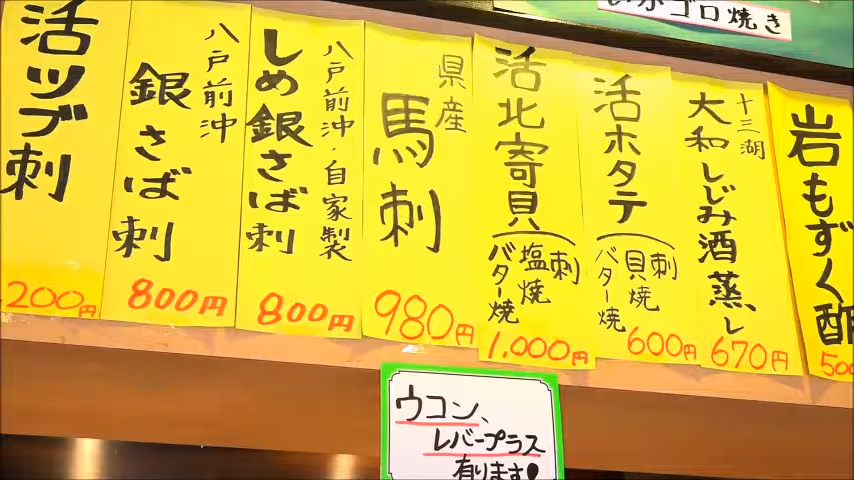 ゴロ焼き
活ツブ刺
200円
八戸前沖
銀さば刺
800円
八戸前沖・自家製
しめ銀さば刺
800円
県産
馬刺
980円
活北寄貝
刺
塩焼
バター焼
1,000円
活ホタテ
刺
貝焼
バター焼
600円
十三湖
大和しじみ酒蒸し
670円
岩もずく酢
500
ウコン、
レバープラス
有ります